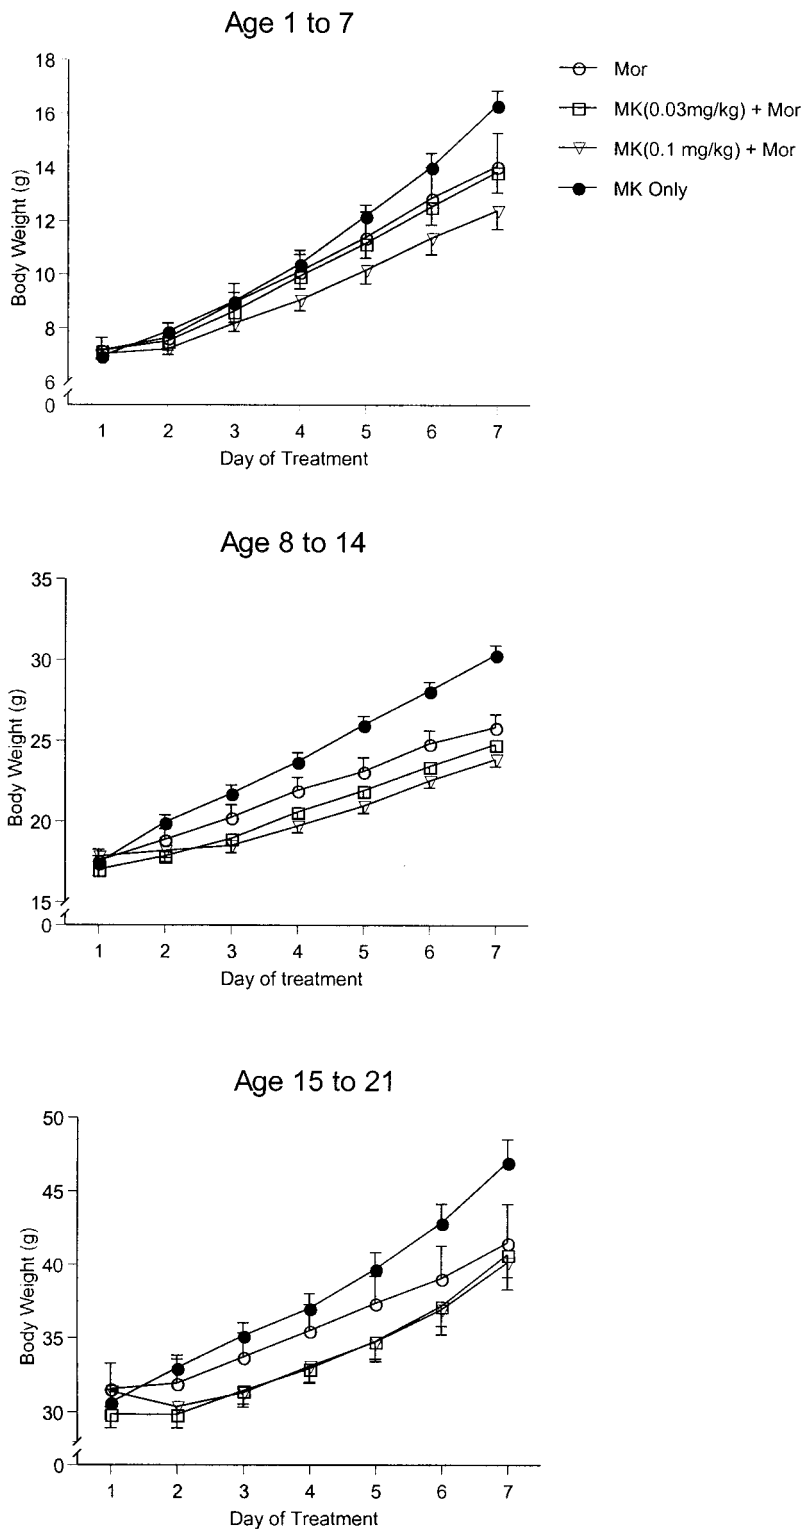 Age 1 to 7
18
16
14
12
10
8
6
0
Body Weight (g)
1 2 3 4 5 6 7
Day of Treatment
Mor
MK(0.03mg/kg) + Mor
MK(0.1 mg/kg) + Mor
MK Only
Age 8 to 14
35
30
25
20
15
0
Body Weight (g)
1 2 3 4 5 6 7
Day of treatment
Age 15 to 21
50
45
40
35
30
0
Body Weight (g)
1 2 3 4 5 6 7
Day of Treatment